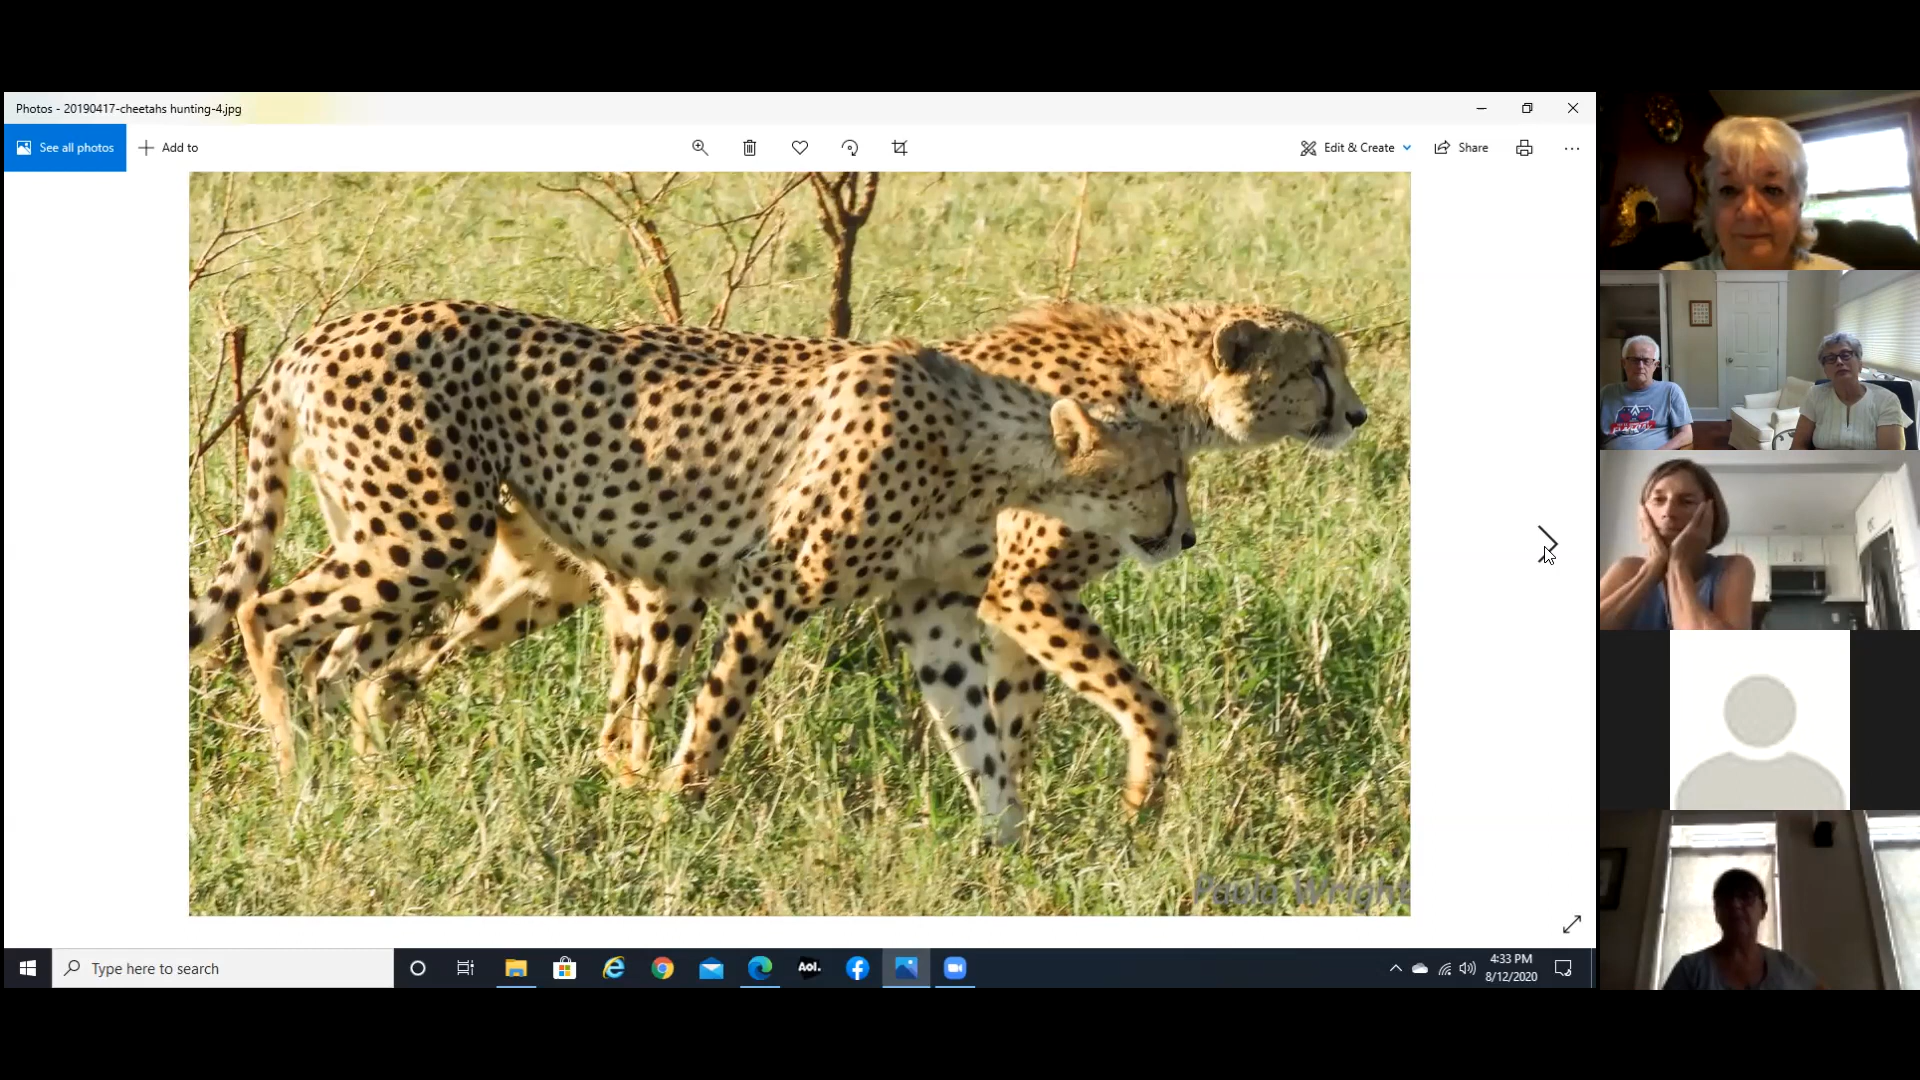 Photos - 20190417-cheetahs hunting-4.jpg
See all photos
Add to
Edit & Create
Share
Paula Wright
Type here to search
Aol.
4:33 PM
8/12/2020